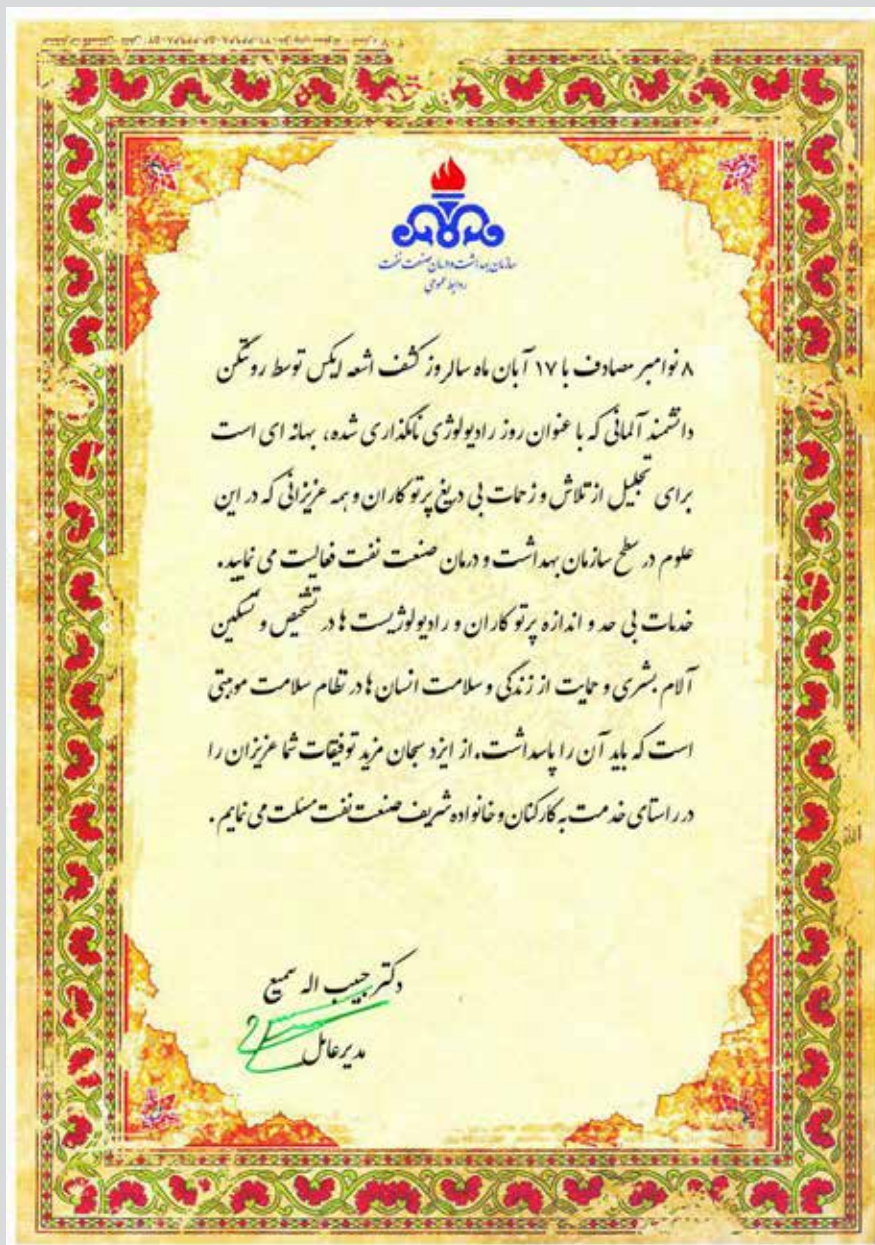 سازمان بهداشت و درمان صنعت نفت
روابط عمومی
۸ نوامبر مصادف با ۱۷ آبان ماه سالروز کشف اشعه ایکس توسط رونتگن
دانشمند آلمانی که با عنوان روز رادیولوژی نامگذاری شده، بهانه ای است
برای تجلیل از تلاش و زحمات بی دریغ پرتوکاران و همه عزیزانی که در این
علوم در سطح سازمان بهداشت و درمان صنعت نفت فعالیت می نمایید.
خدمات بی حد و اندازه پرتوکاران و رادیولوژیست ها در تشخیص و تسکین
آلام بشری و حمایت از زندگی و سلامت انسان ها در نظام سلامت موهبتی
است که باید آن را پاسداشت. از ایزد سبحان مزید توفیقات شما عزیزان را
در راستای خدمت به کارکنان و خانواده شریف صنعت نفت مسئلت می نمایم.
دکتر حبیب اله سمیع
مدیرعامل